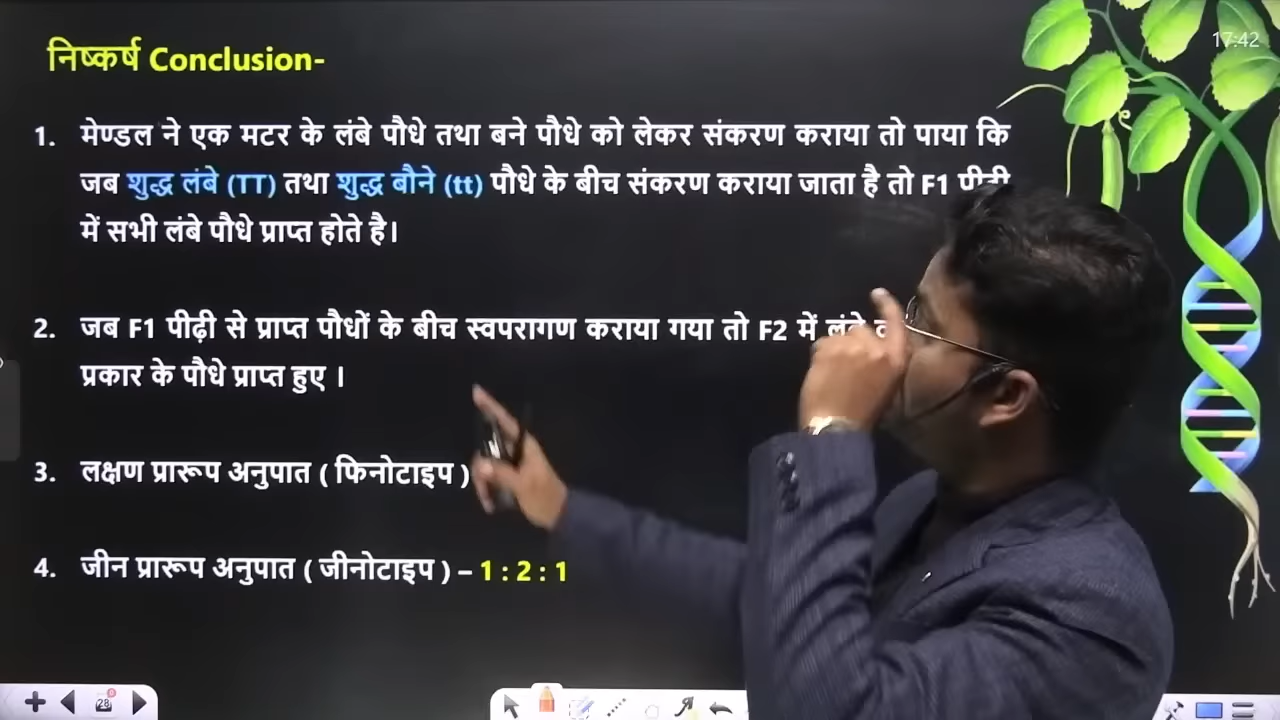 17:42
निष्कर्ष Conclusion-
1. मेण्डल ने एक मटर के लंबे पौधे तथा बने पौधे को लेकर संकरण कराया तो पाया कि
जब शुद्ध लंबे (TT) तथा शुद्ध बौने (tt) पौधे के बीच संकरण कराया जाता है तो F1 पीढ़ी
में सभी लंबे पौधे प्राप्त होते है।
2. जब F1 पीढ़ी से प्राप्त पौधों के बीच स्वपरागण कराया गया तो F2 में लंबे
प्रकार के पौधे प्राप्त हुए ।
3. लक्षण प्रारूप अनुपात ( फिनोटाइप )
4. जीन प्रारूप अनुपात ( जीनोटाइप ) – 1 : 2 : 1
28